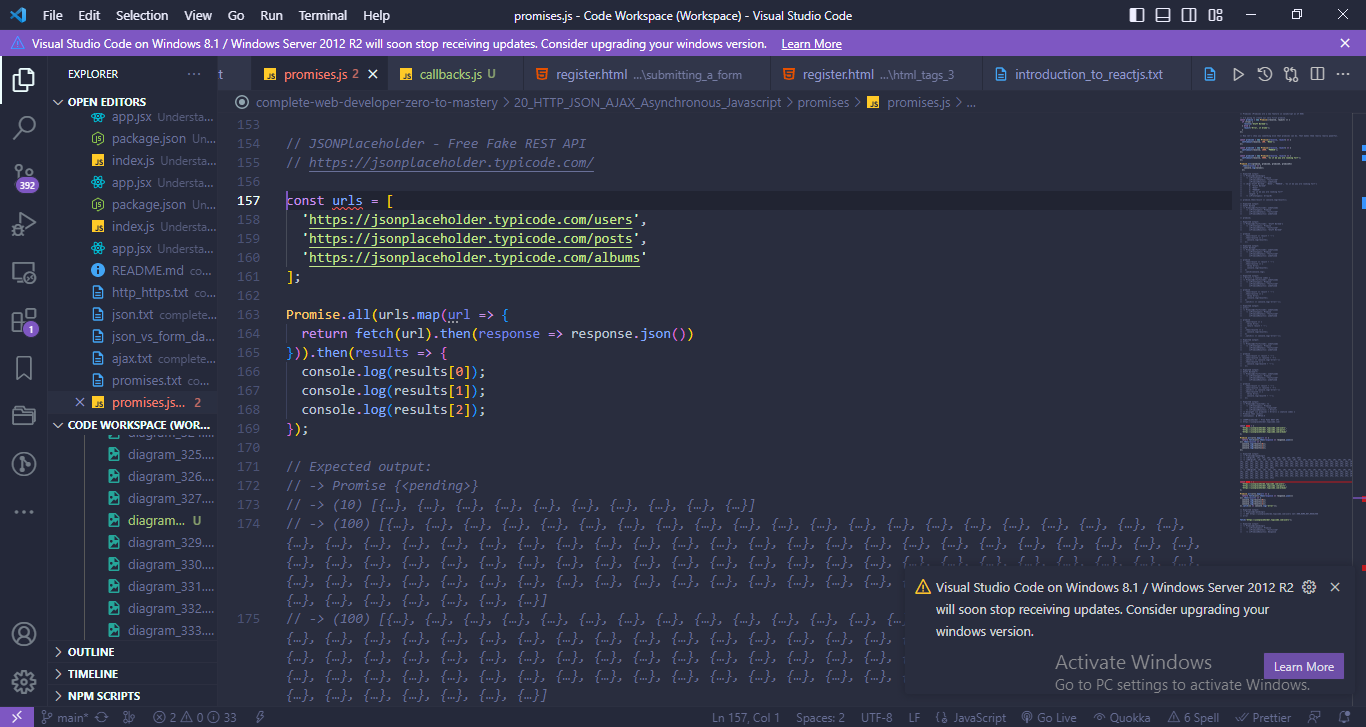 File Edit Selection View Go Run Terminal Help promises.js - Code Workspace (Workspace) - Visual Studio Code
Visual Studio Code on Windows 8.1 / Windows Server 2012 R2 will soon stop receiving updates. Consider upgrading your windows version. Learn More
EXPLORER
t promises.js 2 callbacks.js U register.html ...\submitting_a_form register.html ...\html_tags_3 introduction_to_reactjs.txt
complete-web-developer-zero-to-mastery > 20_HTTP_JSON_AJAX_Asynchronous_Javascript > promises > JS promises.js > ...
OPEN EDITORS
app.jsx Understa...
package.json Un...
index.js Understa...
app.jsx Understa...
package.json Un...
index.js Understa...
app.jsx Understa...
README.md co...
http_https.txt co...
json.txt complete...
json_vs_form_da...
ajax.txt complete...
promises.txt co...
promises.js... 2
CODE WORKSPACE (WOR...
diagram_325....
diagram_326....
diagram_327....
diagram... U
diagram_329....
diagram_330....
diagram_331....
diagram_332....
diagram_333....
OUTLINE
TIMELINE
NPM SCRIPTS
392
1
153
154 // JSONPlaceholder - Free Fake REST API
155 // https://jsonplaceholder.typicode.com/
156
157 const urls = [
158 'https://jsonplaceholder.typicode.com/users',
159 'https://jsonplaceholder.typicode.com/posts',
160 'https://jsonplaceholder.typicode.com/albums'
161 ];
162
163 Promise.all(urls.map(url => {
164 return fetch(url).then(response => response.json())
165 })).then(results => {
166 console.log(results[0]);
167 console.log(results[1]);
168 console.log(results[2]);
169 });
170
171 // Expected output:
172 // -> Promise {<pending>}
173 // -> (10) [{…}, {…}, {…}, {…}, {…}, {…}, {…}, {…}, {…}, {…}]
174 // -> (100) [{…}, {…}, {…}, {…}, {…}, {…}, {…}, {…}, {…}, {…}, {…}, {…}, {…}, {…}, {…}, {…}, {…}, {…}, {…}, {…}, {…},
{…}, {…}, {…}, {…}, {…}, {…}, {…}, {…}, {…}, {…}, {…}, {…}, {…}, {…}, {…}, {…}, {…}, {…}, {…}, {…}, {…}, {…}, {…}, {…},
{…}, {…}, {…}, {…}, {…}, {…}, {…}, {…}, {…}, {…}, {…}, {…}, {…}, {…}, {…}, {…}, {…}, {…}, {…}, {…}, {…}, {…}, {…}, {…},
{…}, {…}, {…}, {…}, {…}, {…}, {…}, {…}, {…}, {…}, {…}, {…}, {…}, {…}, {…}, {…},
{…}, {…}, {…}, {…}, {…}, {…}, {…}]
175 // -> (100) [{…}, {…}, {…}, {…}, {…}, {…}, {…}, {…}, {…}, {…}, {…}, {…}, {…},
{…}, {…}, {…}, {…}, {…}, {…}, {…}, {…}, {…}, {…}, {…}, {…}, {…}, {…}, {…}, {…},
{…}, {…}, {…}, {…}, {…}, {…}, {…}, {…}, {…}, {…}, {…}, {…}, {…}, {…}, {…}, {…},
{…}, {…}, {…}, {…}, {…}, {…}, {…}, {…}, {…}, {…}, {…}, {…}, {…}, {…}, {…}, {…},
{…}, {…}, {…}, {…}, {…}, {…}, {…}]
Visual Studio Code on Windows 8.1 / Windows Server 2012 R2
will soon stop receiving updates. Consider upgrading your
windows version.
Learn More
Activate Windows
Go to PC settings to activate Windows.
main* 2 0 33 Ln 157, Col 1 Spaces: 2 UTF-8 LF {} JavaScript Go Live Quokka 6 Spell Prettier